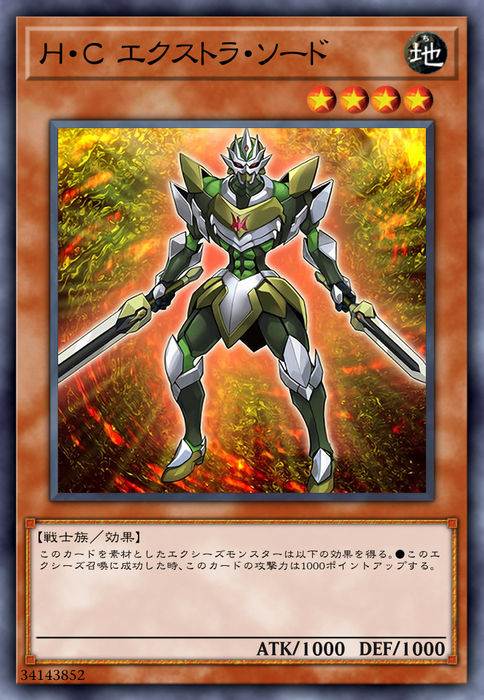 H・C エクストラ・ソード
ち
地
【戦士族／効果】
このカードを素材としたエクシーズモンスターは以下の効果を得る。●このエ
クシーズ召喚に成功した時、このカードの攻撃力は1000ポイントアップする。
ATK/1000 DEF/1000
34143852